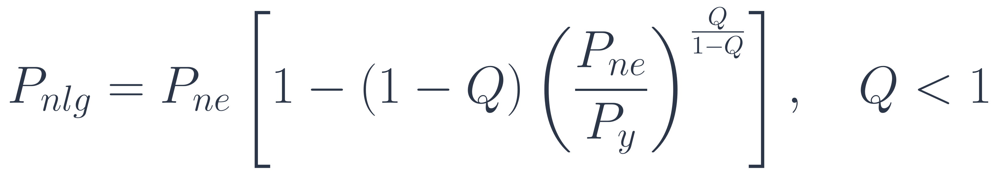 P_{nlg} = P_{ne} \left[ 1 - (1 - Q) \left( \frac{P_{ne}}{P_y} \right)^{\frac{Q}{1-Q}} \right], \quad Q < 1